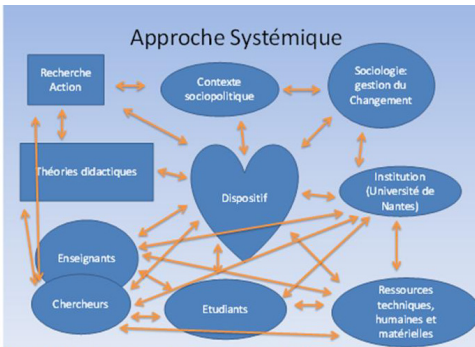 Approche Systémique
Recherche
Action
Contexte
sociopolitique
Sociologie:
gestion du
Changement
Théories didactiques
Dispositif
Institution
(Université de
Nantes)
Enseignants
Chercheurs
Etudiants
Ressources
techniques,
humaines et
matérielles